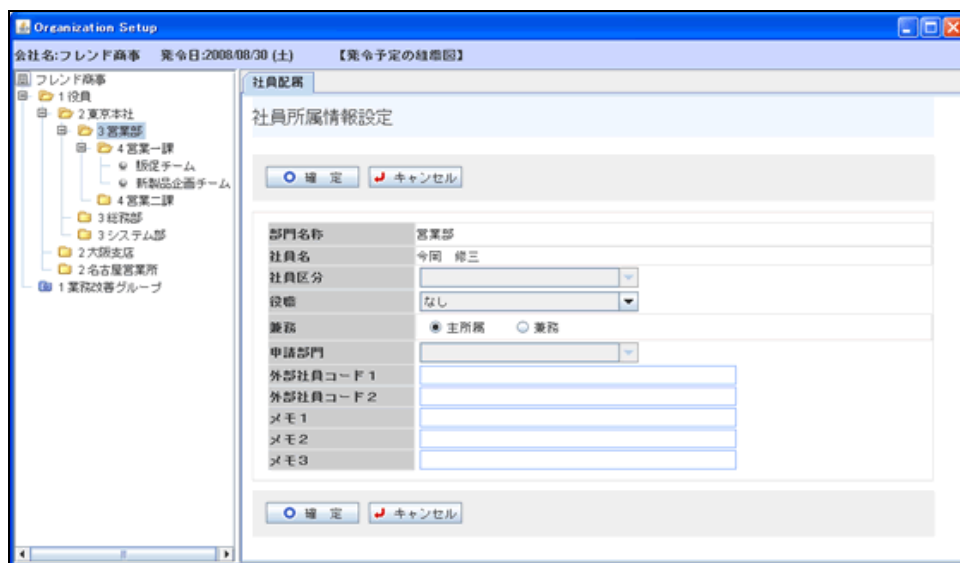 Organization Setup
会社名:フレンド商事 発令日:2008/08/30 (土) 【発令予定の組織図】
フレンド商事
1 役員
2 東京本社
3 営業部
4 営業一課
販促チーム
新製品企画チーム
4 営業二課
3 総務部
3 システム部
2 大阪支店
2 名古屋営業所
1 業務改善グループ
社員配属
社員所属情報設定
確 定 キャンセル
部門名称 営業部
社員名 今岡 修三
社員区分
役職 なし
兼務 主所属 兼務
申請部門
外部社員コード1
外部社員コード2
メモ1
メモ2
メモ3
確 定 キャンセル